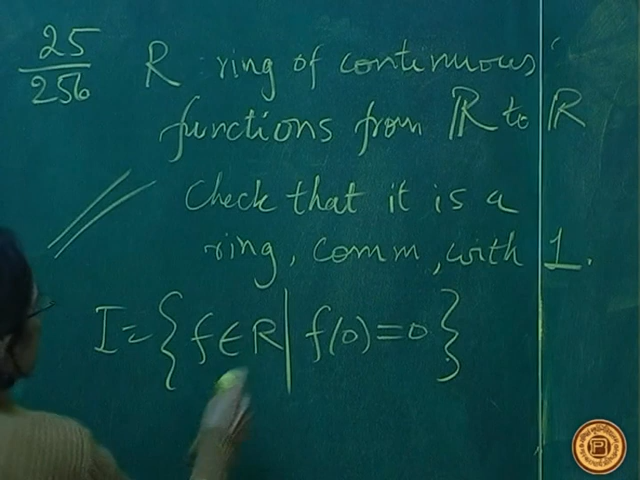 25/256 R ring of continuous
functions from ℝ to ℝ
Check that it is a
ring, comm, with 1.
I = { f ∈ R | f(0) = 0 }